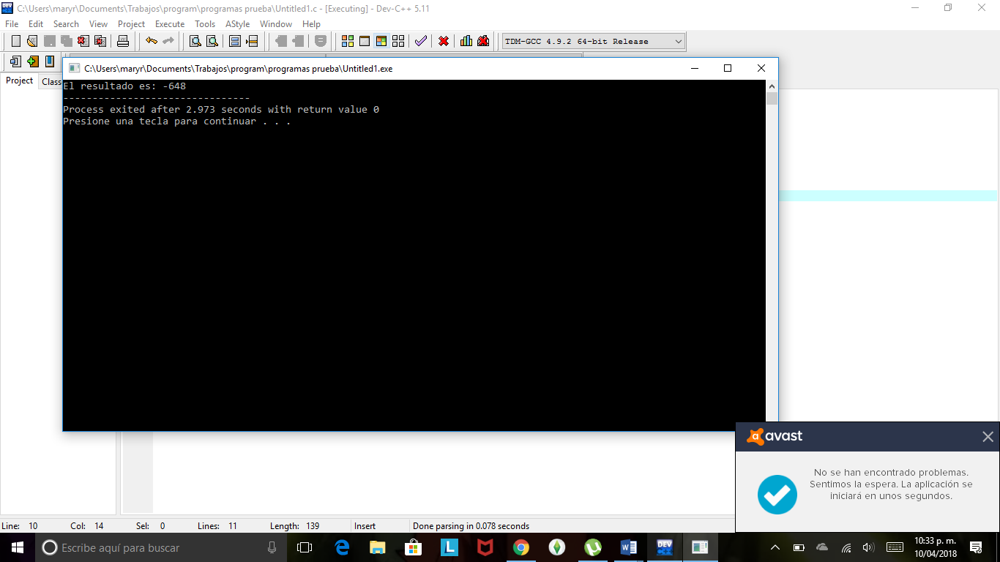 C:\Users\maryr\Documents\Trabajos\program\programas prueba\Untitled1.c - [Executing] - Dev-C++ 5.11
File Edit Search View Project Execute Tools AStyle Window Help
TDM-GCC 4.9.2 64-bit Release
C:\Users\maryr\Documents\Trabajos\program\programas prueba\Untitled1.exe
Project Class
El resultado es: -648
--------------------------------
Process exited after 2.973 seconds with return value 0
Presione una tecla para continuar . . .
avast
No se han encontrado problemas.
Sentimos la espera. La aplicación se
iniciará en unos segundos.
Line: 10 Col: 14 Sel: 0 Lines: 11 Length: 139 Insert Done parsing in 0.078 seconds
Escribe aquí para buscar
L
DEV
10:33 p. m.
10/04/2018